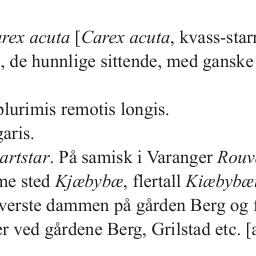 arex acuta [Carex acuta, kvass-starr
, de hunnlige sittende, med ganske
plurimis remotis longis.
garis.
artstar. På samisk i Varanger Rouv
me sted Kjæbybæ, flertall Kiæbybæ
verste dammen på gården Berg og
er ved gårdene Berg, Grilstad etc. [a